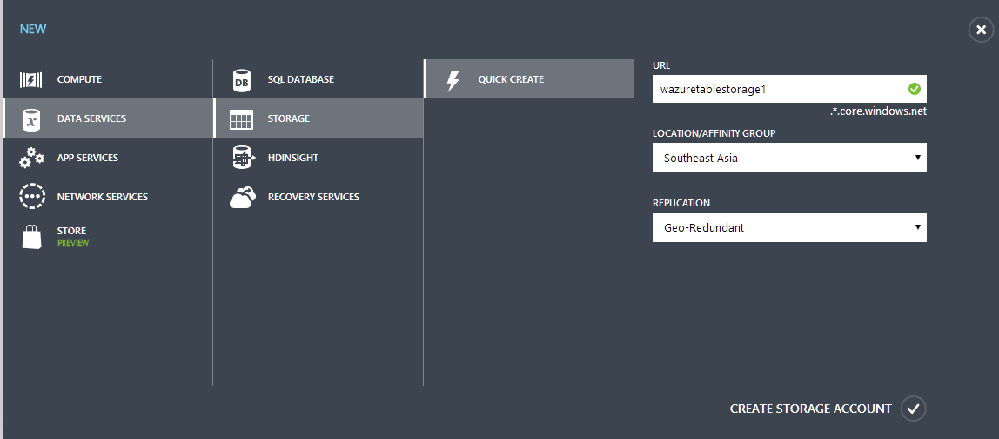 NEW
COMPUTE
DATA SERVICES
APP SERVICES
NETWORK SERVICES
STORE
PREVIEW
DB
SQL DATABASE
STORAGE
HDINSIGHT
RECOVERY SERVICES
QUICK CREATE
URL
wazuretablestorage1
.*.core.windows.net
LOCATION/AFFINITY GROUP
Southeast Asia
REPLICATION
Geo-Redundant
CREATE STORAGE ACCOUNT